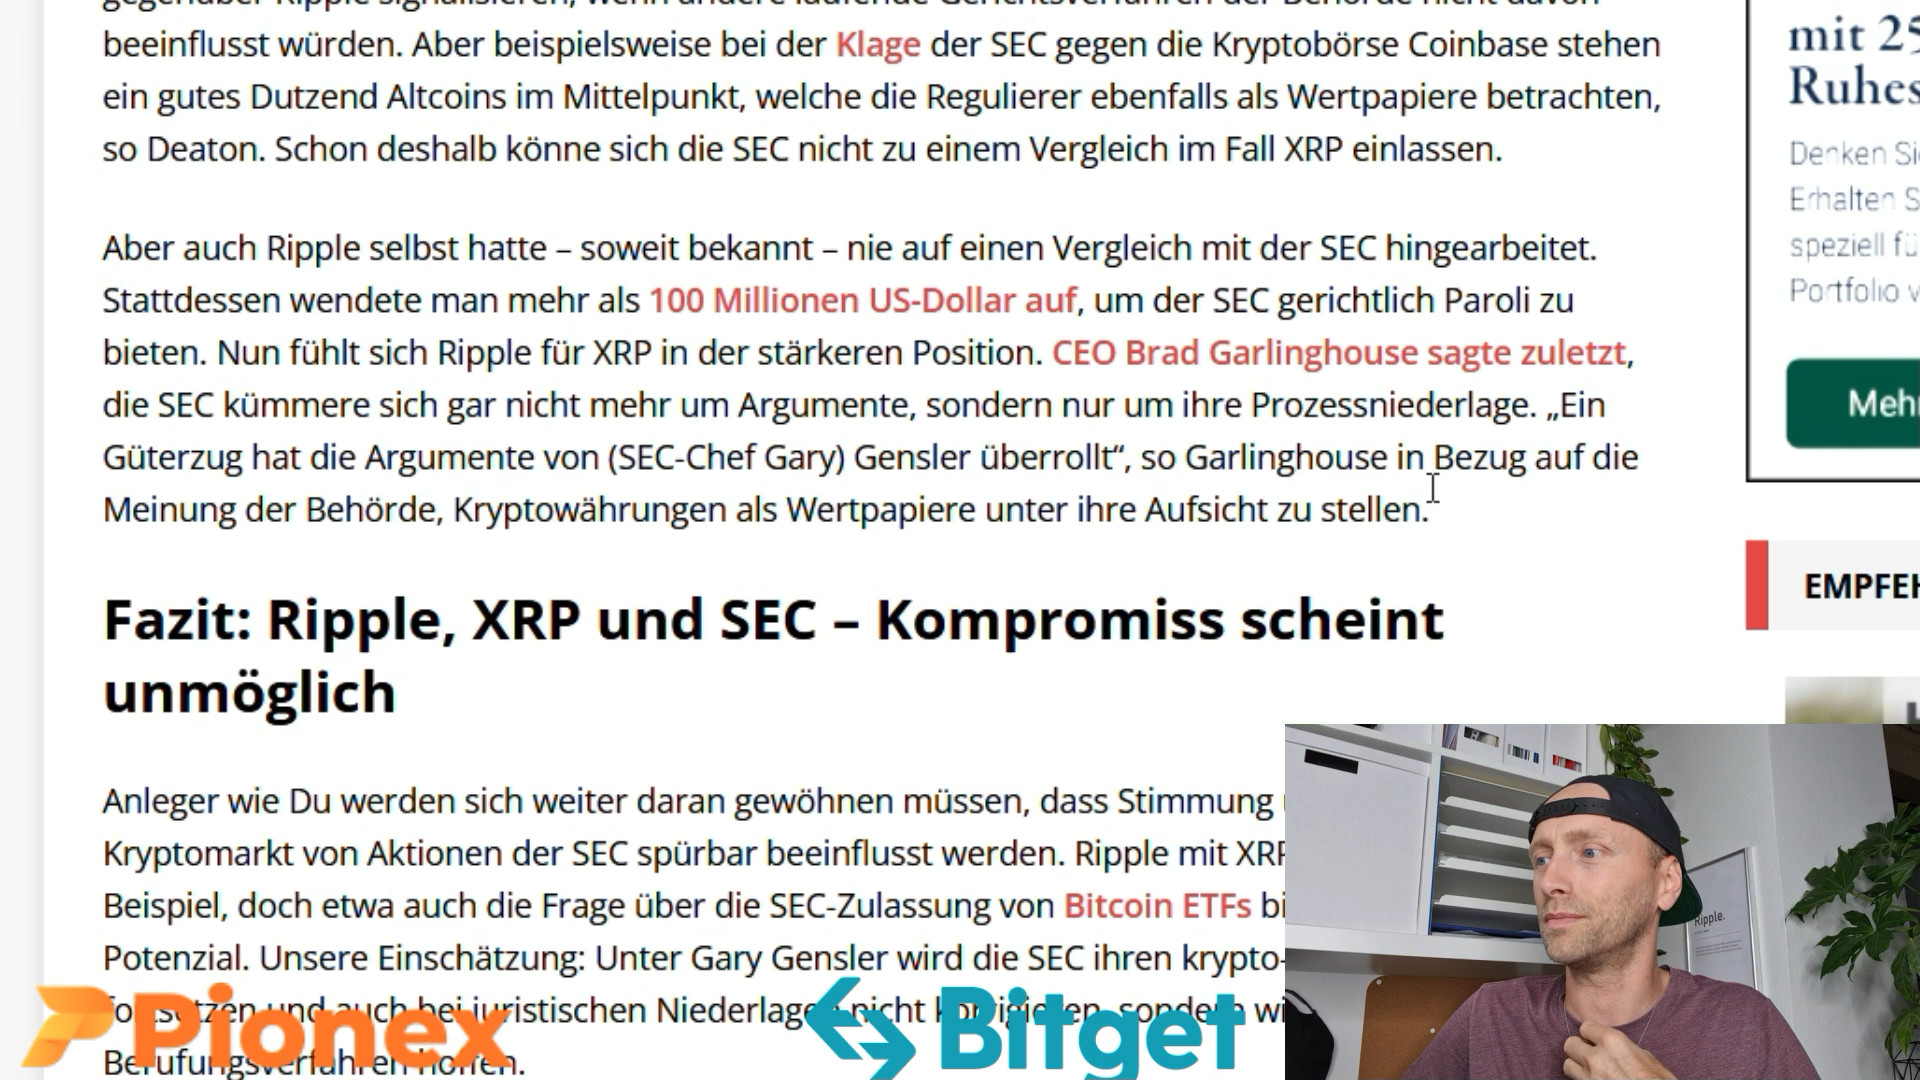 beeinflusst würden. Aber beispielsweise bei der Klage der SEC gegen die Kryptobörse Coinbase stehen
ein gutes Dutzend Altcoins im Mittelpunkt, welche die Regulierer ebenfalls als Wertpapiere betrachten,
so Deaton. Schon deshalb könne sich die SEC nicht zu einem Vergleich im Fall XRP einlassen.
Aber auch Ripple selbst hatte – soweit bekannt – nie auf einen Vergleich mit der SEC hingearbeitet.
Stattdessen wendete man mehr als 100 Millionen US-Dollar auf, um der SEC gerichtlich Paroli zu
bieten. Nun fühlt sich Ripple für XRP in der stärkeren Position. CEO Brad Garlinghouse sagte zuletzt,
die SEC kümmere sich gar nicht mehr um Argumente, sondern nur um ihre Prozessniederlage. „Ein
Güterzug hat die Argumente von (SEC-Chef Gary) Gensler überrollt“, so Garlinghouse in Bezug auf die
Meinung der Behörde, Kryptowährungen als Wertpapiere unter ihre Aufsicht zu stellen.
Fazit: Ripple, XRP und SEC – Kompromiss scheint
unmöglich
Anleger wie Du werden sich weiter daran gewöhnen müssen, dass Stimmung
Kryptomarkt von Aktionen der SEC spürbar beeinflusst werden. Ripple mit XRP
Beispiel, doch etwa auch die Frage über die SEC-Zulassung von Bitcoin ETFs
Potenzial. Unsere Einschätzung: Unter Gary Gensler wird die SEC ihren krypto-
und auch bei juristischen nicht
mit 25
Denken
Erhalten
speziell
Portfolio
Pionex
Bitget
Ripple.